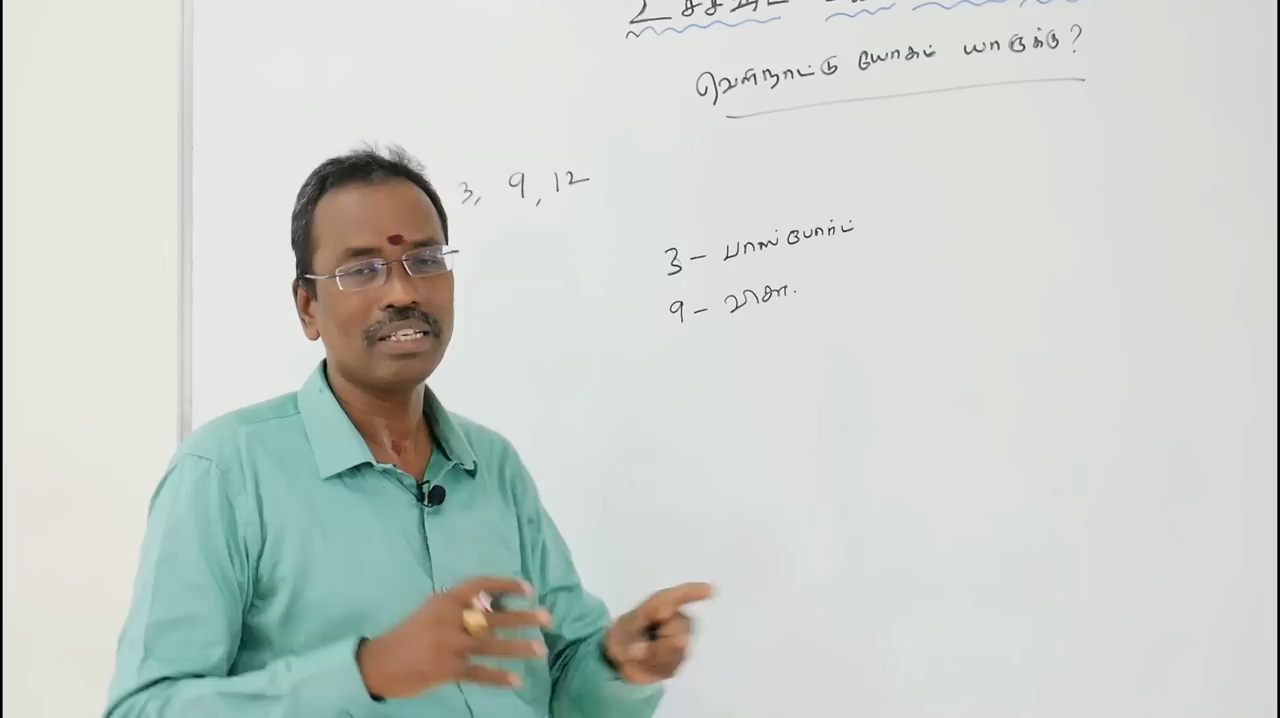 வெளிநாட்டு யோகம் யாருக்கு?
3, 9, 12
3 - பாஸ்போர்ட்
9 - விசா.